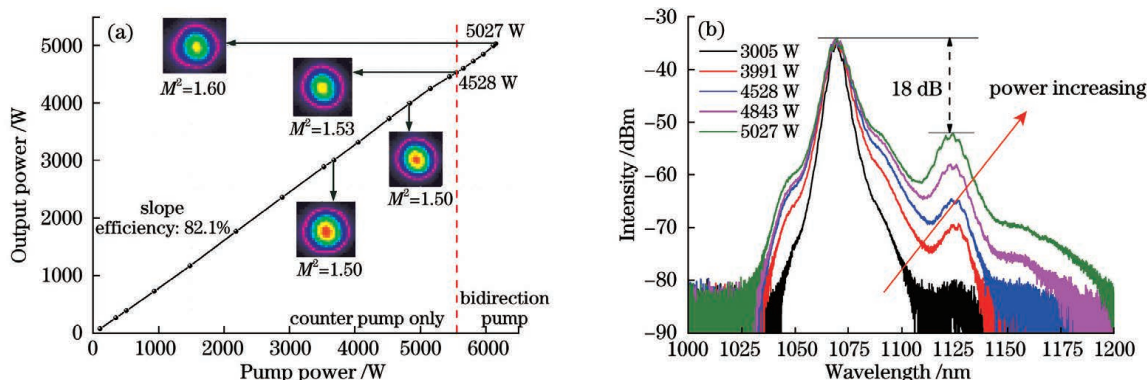 (a)
5000
4000
3000
2000
1000
0
Output power /W
0 1000 2000 3000 4000 5000 6000
Pump power /W
M²=1.60
5027 W
4528 W
M²=1.53
M²=1.50
M²=1.50
slope
efficiency: 82.1%
counter pump only
bidirection
pump
(b)
−30
−40
−50
−60
−70
−80
−90
Intensity /dBm
3005 W
3991 W
4528 W
4843 W
5027 W
18 dB
power increasing
1000 1025 1050 1075 1100 1125 1150 1175 1200
Wavelength /nm